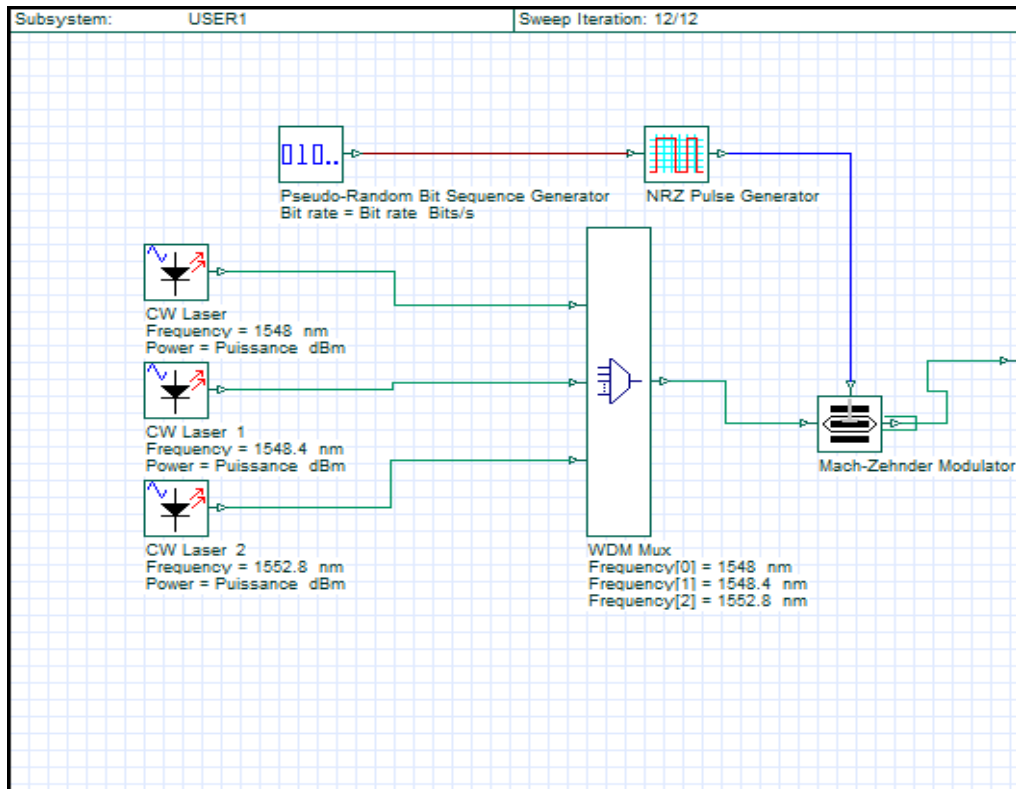 Subsystem: USER1 Sweep Iteration: 12/12
010..
Pseudo-Random Bit Sequence Generator
Bit rate = Bit rate Bits/s
NRZ Pulse Generator
CW Laser
Frequency = 1548 nm
Power = Puissance dBm
CW Laser 1
Frequency = 1548.4 nm
Power = Puissance dBm
Mach-Zehnder Modulator
CW Laser 2
Frequency = 1552.8 nm
Power = Puissance dBm
WDM Mux
Frequency[0] = 1548 nm
Frequency[1] = 1548.4 nm
Frequency[2] = 1552.8 nm